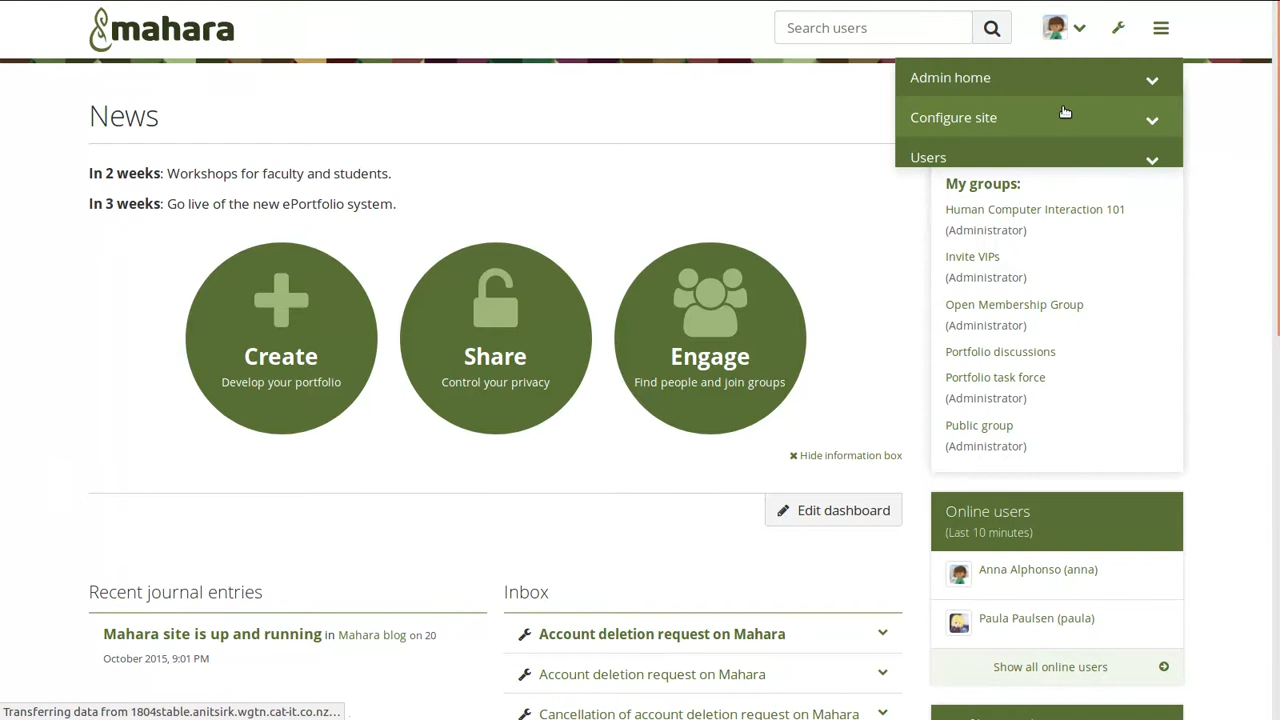 mahara
Search users
Admin home
Configure site
Users
News
In 2 weeks: Workshops for faculty and students.
In 3 weeks: Go live of the new ePortfolio system.
Create
Develop your portfolio
Share
Control your privacy
Engage
Find people and join groups
Hide information box
Edit dashboard
My groups:
Human Computer Interaction 101
(Administrator)
Invite VIPs
(Administrator)
Open Membership Group
(Administrator)
Portfolio discussions
Portfolio task force
(Administrator)
Public group
(Administrator)
Online users
(Last 10 minutes)
Anna Alphonso (anna)
Paula Paulsen (paula)
Show all online users
Recent journal entries
Mahara site is up and running in Mahara blog on 20
October 2015, 9:01 PM
Inbox
Account deletion request on Mahara
Account deletion request on Mahara
Cancellation of account deletion request on Mahara
Transferring data from 1804stable.anitsirk.wgtn.cat-it.co.nz...